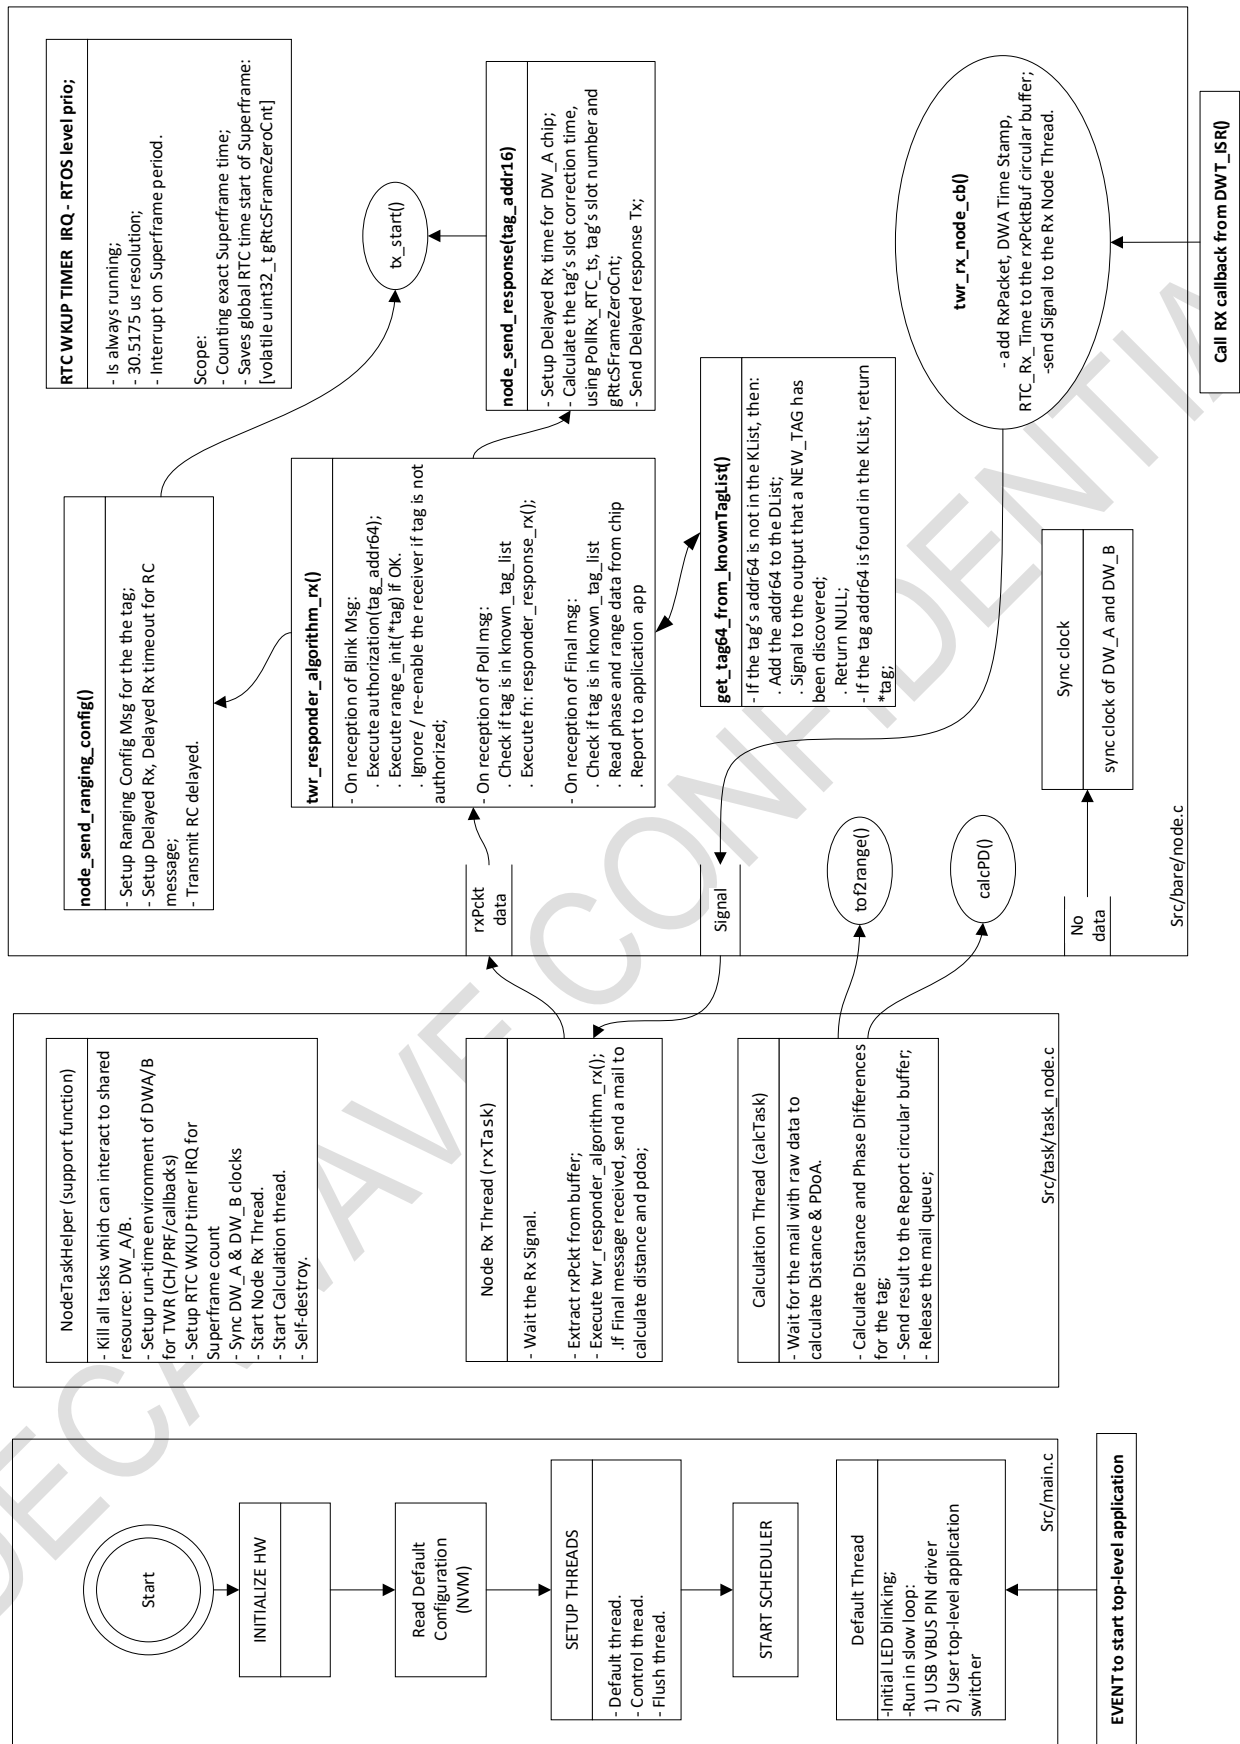 Start
INITIALIZE HW
Read Default
Configuration
(NVM)
SETUP THREADS
- Default thread.
- Control thread.
- Flush thread.
START SCHEDULER
Default Thread
-Initial LED blinking;
-Run in slow loop:
1) USB VBUS PIN driver
2) User top-level application
switcher
Src/main.c
EVENT to start top-level application
NodeTaskHelper (support function)
- Kill all tasks which can interact to shared
resource: DW_A/B.
- Setup run-time environment of DWA/B
for TWR (CH/PRF/callbacks)
- Setup RTC WKUP timer IRQ for
Superframe count
- Sync DW_A & DW_B clocks
- Start Node Rx Thread.
- Start Calculation thread.
- Self-destroy.
Node Rx Thread (rxTask)
- Wait the Rx Signal.
- Extract rxPckt from buffer;
- Execute twr_responder_algorithm_rx();
.If Final message received, send a mail to
calculate distance and pdoa;
Calculation Thread (calcTask)
- Wait for the mail with raw data to
calculate Distance & PDoA.
- Calculate Distance and Phase Differences
for the tag;
- Send result to the Report circular buffer;
- Release the mail queue;
Src/task/task_node.c
node_send_ranging_config()
- Setup Ranging Config Msg for the the tag;
- Setup Delayed Rx, Delayed Rx timeout for RC
message;
- Transmit RC delayed.
RTC WKUP TIMER IRQ - RTOS level prio;
- Is always running;
- 30.5175 us resolution;
- Interrupt on Superframe period.
Scope:
- Counting exact Superframe time;
- Saves global RTC time start of Superframe:
[volatile uint32_t gRtcSFrameZeroCnt]
tx_start()
rxPckt
data
twr_responder_algorithm_rx()
- On reception of Blink Msg:
. Execute authorization(tag_addr64);
. Execute range_init(*tag) if OK.
. Ignore / re-enable the receiver if tag is not
authorized;
- On reception of Poll msg:
. Check if tag is in known_tag_list
. Execute fn: responder_response_rx();
- On reception of Final msg:
. Check if tag is in known_tag_list
. Read phase and range data from chip
. Report to application app
node_send_response(tag_addr16)
- Setup Delayed Rx time for DW_A chip;
- Calculate the tag's slot correction time,
using PollRx_RTC_ts, tag's slot number and
gRtcSFrameZeroCnt;
- Send Delayed response Tx;
Signal
get_tag64_from_knownTagList()
- If the tag's addr64 is not in the KList, then:
. Add the addr64 to the DList;
. Signal to the output that a NEW_TAG has
been discovered;
. Return NULL;
- If the tag addr64 is found in the KList, return
*tag;
tof2range()
calcPD()
twr_rx_node_cb()
- add RxPacket, DWA Time Stamp,
RTC_Rx_Time to the rxPcktBuf circular buffer;
-send Signal to the Rx Node Thread.
No
data
Sync clock
sync clock of DW_A and DW_B
Src/bare/node.c
Call RX callback from DWT_ISR()
DECAWAVE CONFIDENTIAL